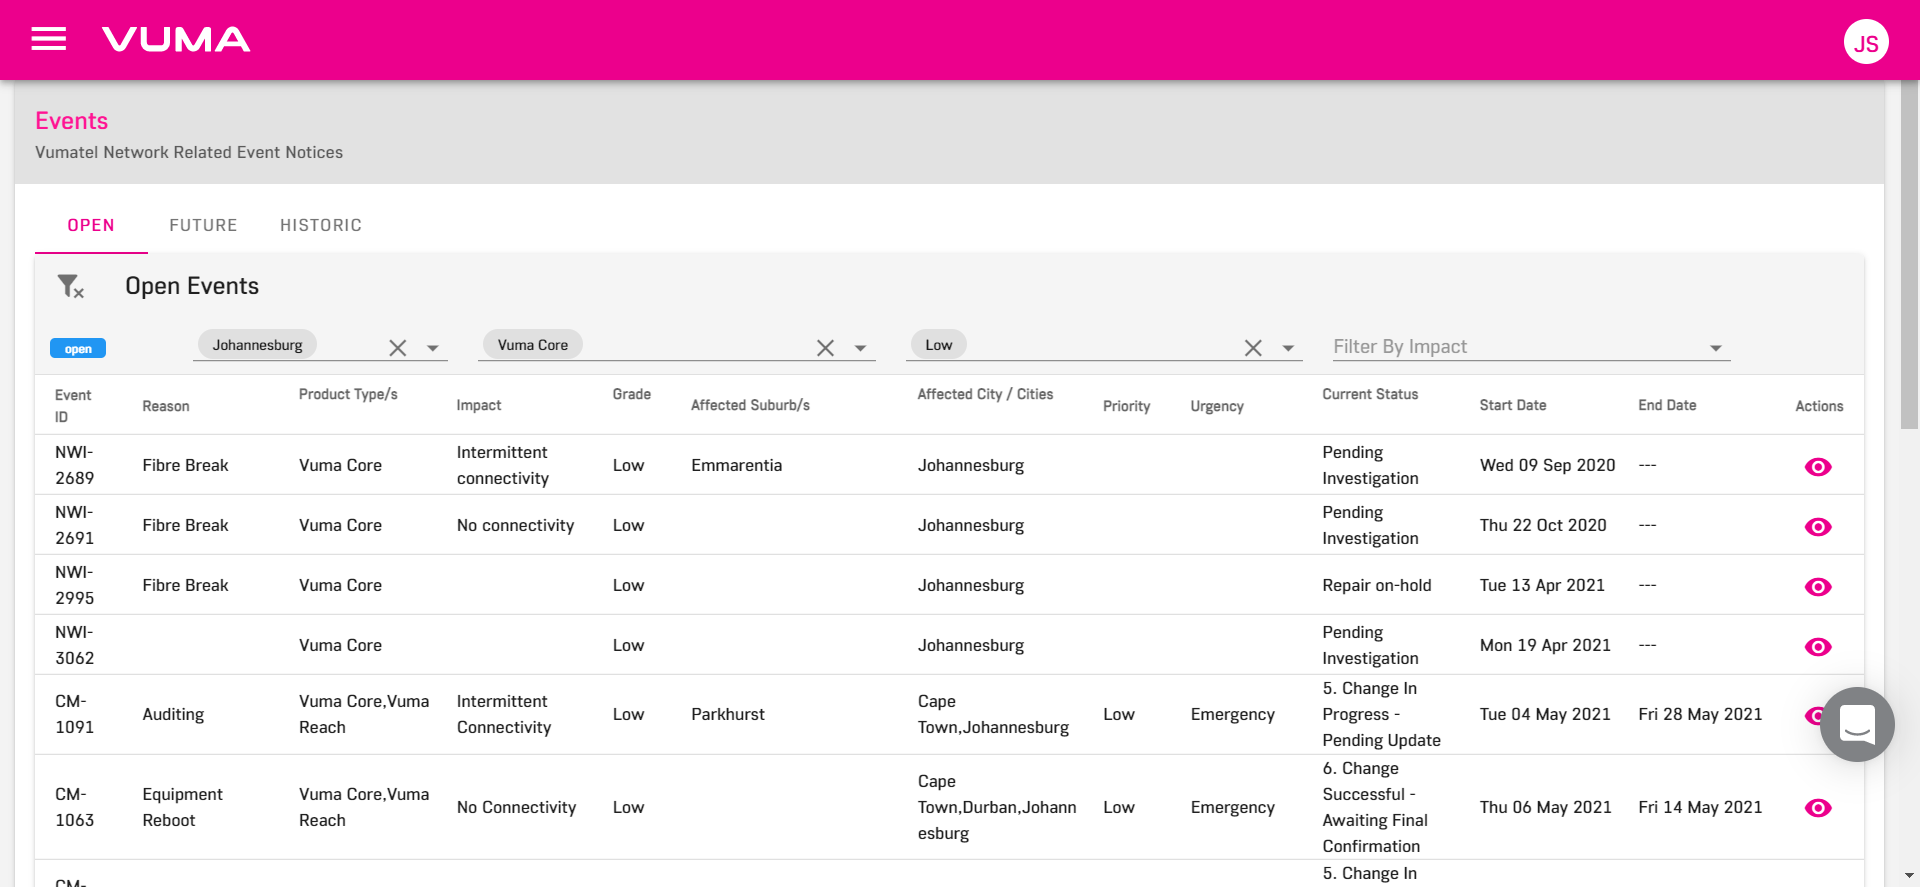 VUMA
JS
Events
Vumatel Network Related Event Notices
OPEN FUTURE HISTORIC
Open Events
open Johannesburg Vuma Core Low Filter By Impact
Event ID Reason Product Type/s Impact Grade Affected Suburb/s Affected City / Cities Priority Urgency Current Status Start Date End Date Actions
NWI-2689 Fibre Break Vuma Core Intermittent connectivity Low Emmarentia Johannesburg Pending Investigation Wed 09 Sep 2020 ---
NWI-2691 Fibre Break Vuma Core No connectivity Low Johannesburg Pending Investigation Thu 22 Oct 2020 ---
NWI-2995 Fibre Break Vuma Core Low Johannesburg Repair on-hold Tue 13 Apr 2021 ---
NWI-3062 Vuma Core Low Johannesburg Pending Investigation Mon 19 Apr 2021 ---
CM-1091 Auditing Vuma Core,Vuma Reach Intermittent Connectivity Low Parkhurst Cape Town,Johannesburg Low Emergency 5. Change In Progress - Pending Update Tue 04 May 2021 Fri 28 May 2021
CM-1063 Equipment Reboot Vuma Core,Vuma Reach No Connectivity Low Cape Town,Durban,Johannesburg Low Emergency 6. Change Successful - Awaiting Final Confirmation Thu 06 May 2021 Fri 14 May 2021
CM- 5. Change In